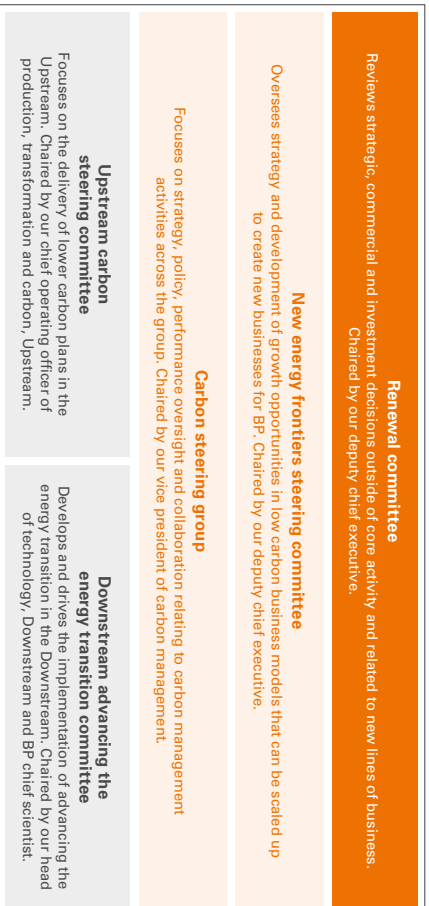 Renewal committee
Reviews strategic, commercial and investment decisions outside of core activity and related to new lines of business.
Chaired by our deputy chief executive.
New energy frontiers steering committee
Oversees strategy and development of growth opportunities in low carbon business models that can be scaled up
to create new businesses for BP. Chaired by our deputy chief executive.
Carbon steering group
Focuses on strategy, policy, performance oversight and collaboration relating to carbon management
activities across the group. Chaired by our vice president of carbon management.
Upstream carbon
steering committee
Focuses on the delivery of lower carbon plans in the
Upstream. Chaired by our chief operating officer of
production, transformation and carbon, Upstream.
Downstream advancing the
energy transition committee
Develops and drives the implementation of advancing the
energy transition in the Downstream. Chaired by our head
of technology, Downstream and BP chief scientist.